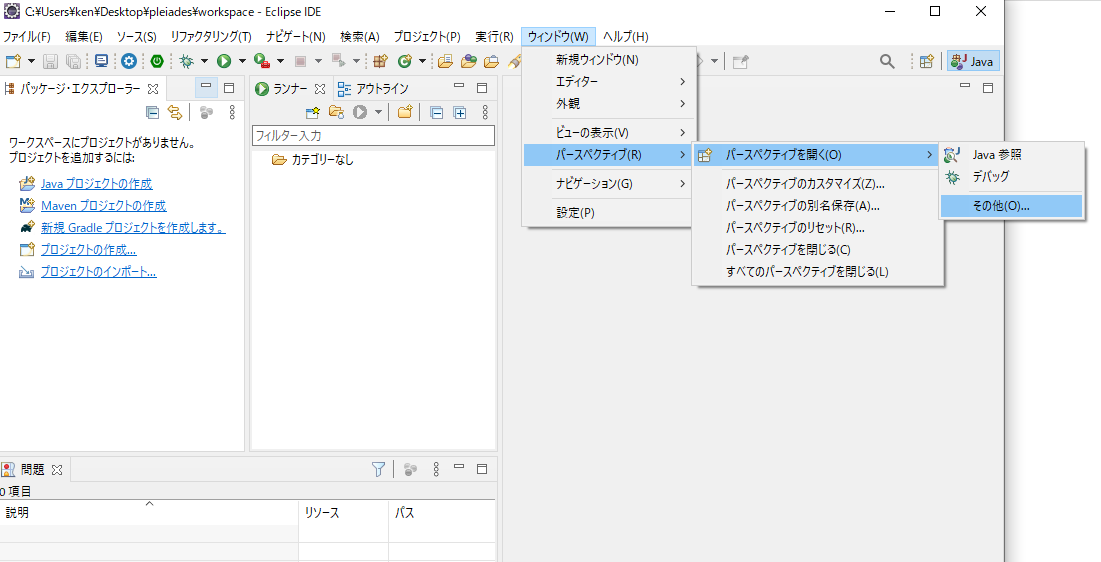 C:¥Users¥ken¥Desktop¥pleiades¥workspace - Eclipse IDE
ファイル(F) 編集(E) ソース(S) リファクタリング(T) ナビゲート(N) 検索(A) プロジェクト(P) 実行(R) ウィンドウ(W) ヘルプ(H)
Java
パッケージ・エクスプローラー
ワークスペースにプロジェクトがありません。
プロジェクトを追加するには:
Java プロジェクトの作成
Maven プロジェクトの作成
新規 Gradle プロジェクトを作成します。
プロジェクトの作成...
プロジェクトのインポート...
ランナー
アウトライン
フィルター入力
カテゴリーなし
新規ウィンドウ(N)
エディター
外観
ビューの表示(V)
パースペクティブ(R)
ナビゲーション(G)
設定(P)
パースペクティブを開く(O)
パースペクティブのカスタマイズ(Z)...
パースペクティブの別名保存(A)...
パースペクティブのリセット(R)...
パースペクティブを閉じる(C)
すべてのパースペクティブを閉じる(L)
Java 参照
デバッグ
その他(O)...
問題
0 項目
説明 リソース パス